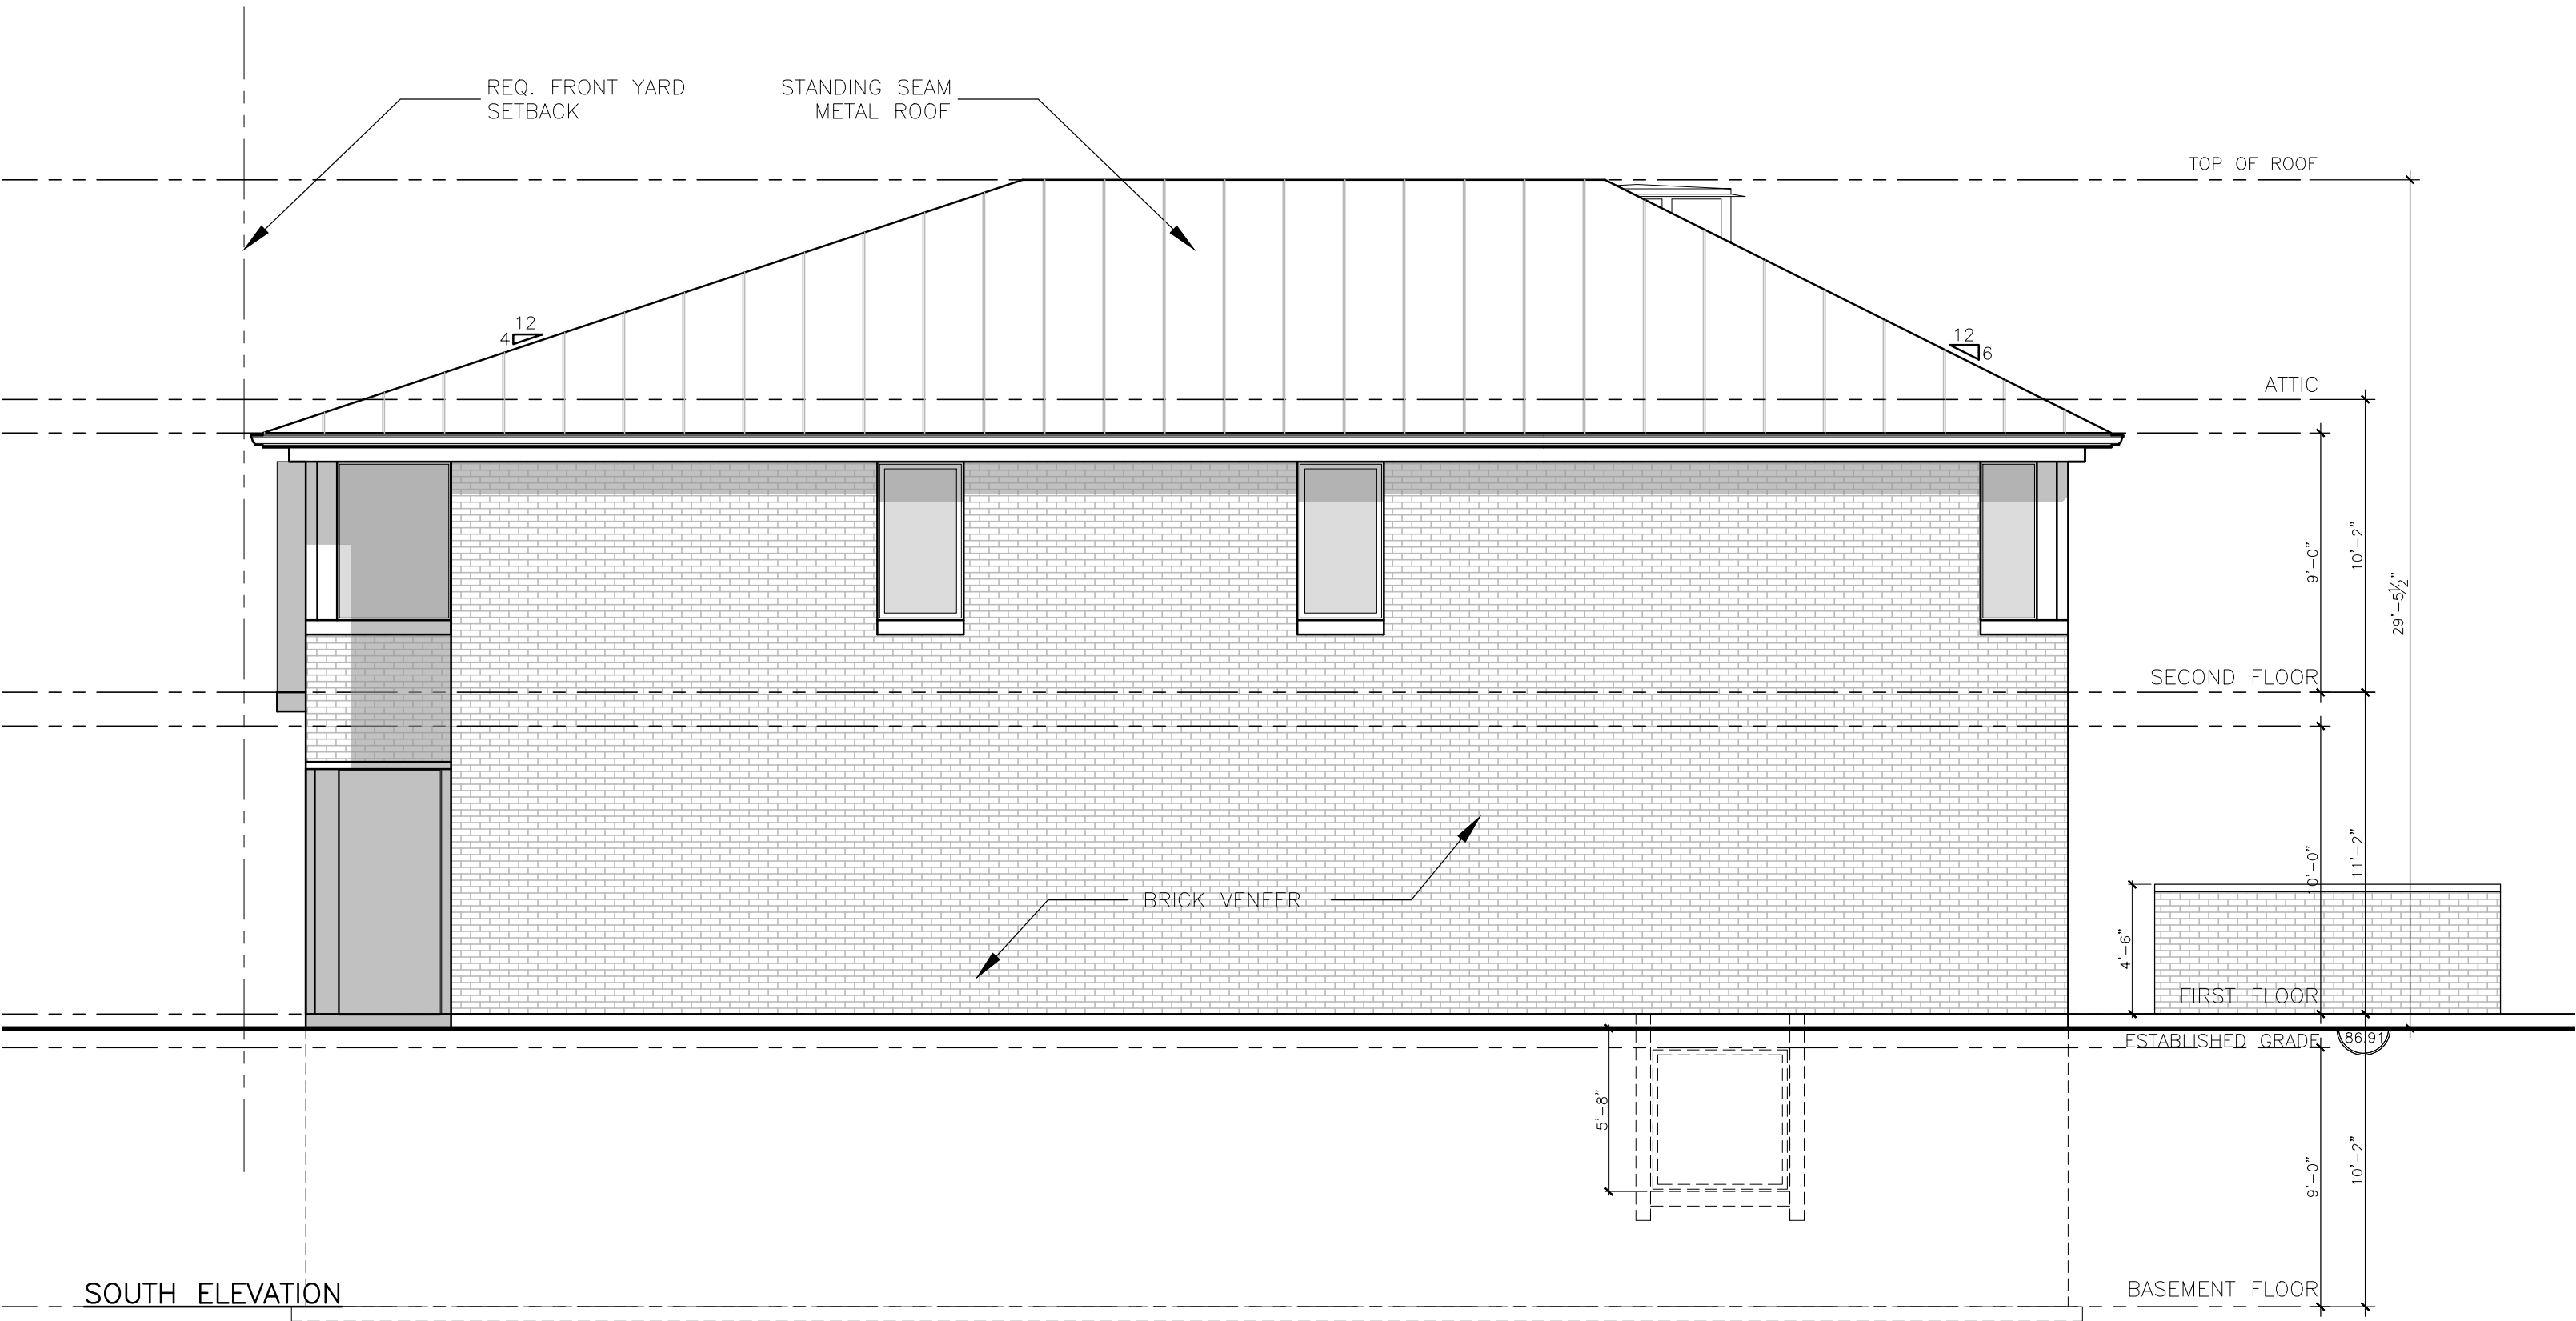 REQ. FRONT YARD
SETBACK
STANDING SEAM
METAL ROOF
TOP OF ROOF
12
4
12
6
ATTIC
9'-0"
10'-2"
29'-5½"
SECOND FLOOR
10'-0"
11'-2"
BRICK VENEER
4'-6"
FIRST FLOOR
ESTABLISHED GRADE
86.91
5'-8"
9'-0"
10'-2"
SOUTH ELEVATION
BASEMENT FLOOR